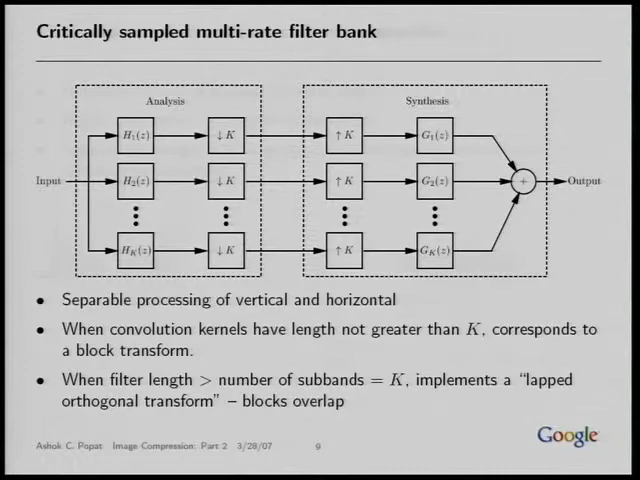 Critically sampled multi-rate filter bank
Analysis
Synthesis
H₁(z) ↓ K ↑ K G₁(z)
Input H₂(z) ↓ K ↑ K G₂(z) + Output
H_K(z) ↓ K ↑ K G_K(z)
• Separable processing of vertical and horizontal
• When convolution kernels have length not greater than K, corresponds to
a block transform.
• When filter length > number of subbands = K, implements a “lapped
orthogonal transform” – blocks overlap
Google
Ashok C. Popat Image Compression: Part 2 3/28/07 9